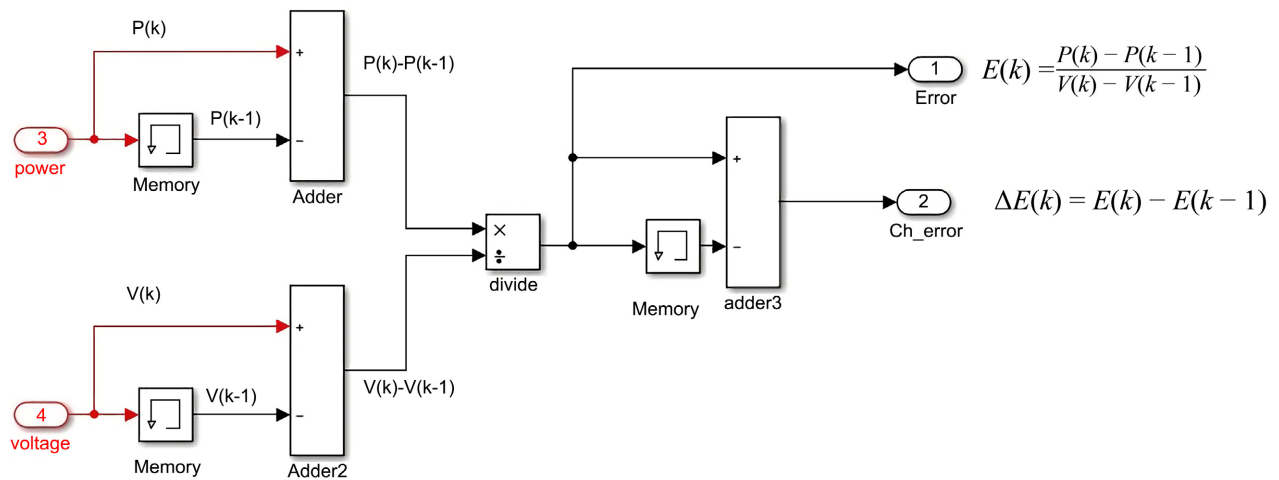 P(k)
+
P(k)-P(k-1)
3
power
P(k-1)
−
Memory
Adder
1
Error
E(k) = P(k) − P(k − 1)
V(k) − V(k − 1)
+
2
Ch_error
ΔE(k) = E(k) − E(k − 1)
×
÷
divide
−
Memory
adder3
V(k)
+
V(k)-V(k-1)
4
voltage
V(k-1)
−
Memory
Adder2